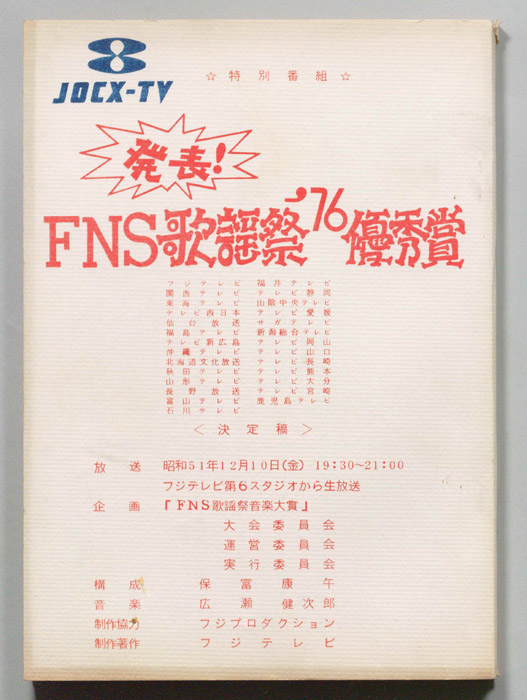 JOCX-TV
☆特別番組☆
発表!
FNS歌謡祭'76優秀賞
フジテレビ 福井テレビ
関西テレビ テレビ静岡
東海テレビ 山陰中央テレビ
テレビ西日本 テレビ愛媛
仙台放送 サガテレビ
福島テレビ 新潟総合テレビ
テレビ新広島 テレビ岡山
沖縄テレビ テレビ山口
北海道文化放送 テレビ長崎
秋田テレビ テレビ熊本
山形テレビ テレビ大分
長野放送 テレビ宮崎
富山テレビ 鹿児島テレビ
石川テレビ
＜決定稿＞
放送 昭和51年12月10日(金) 19:30~21:00
フジテレビ第6スタジオから生放送
企画 「FNS歌謡祭音楽大賞」
大会委員会
運営委員会
実行委員会
構成 保富康午
音楽 広瀬健次郎
制作協力 フジプロダクション
制作著作 フジテレビ